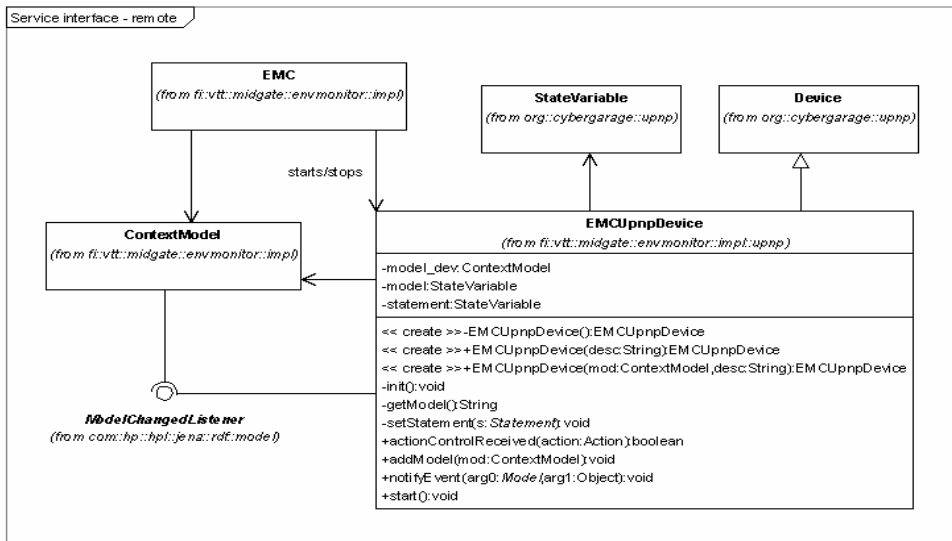 Service interface - remote
EMC
(from fi::vtt::midgate::envmonitor::impl)
StateVariable
(from org::cybergarage::upnp)
Device
(from org::cybergarage::upnp)
starts/stops
ContextModel
(from fi::vtt::midgate::envmonitor::impl)
EMCUpnpDevice
(from fi::vtt::midgate::envmonitor::impl::upnp)
-model_dev:ContextModel
-model:StateVariable
-statement:StateVariable
<< create >>-EMCUpnpDevice():EMCUpnpDevice
<< create >>+EMCUpnpDevice(desc:String):EMCUpnpDevice
<< create >>+EMCUpnpDevice(mod:ContextModel,desc:String):EMCUpnpDevice
-init():void
-getModel():String
-setStatement(s:Statement):void
+actionControlReceived(action:Action):boolean
+addModel(mod:ContextModel):void
+notifyEvent(arg0:Model,arg1:Object):void
+start():void
ModelChangedListener
(from com::hp::hpl::jena::rdf::model)